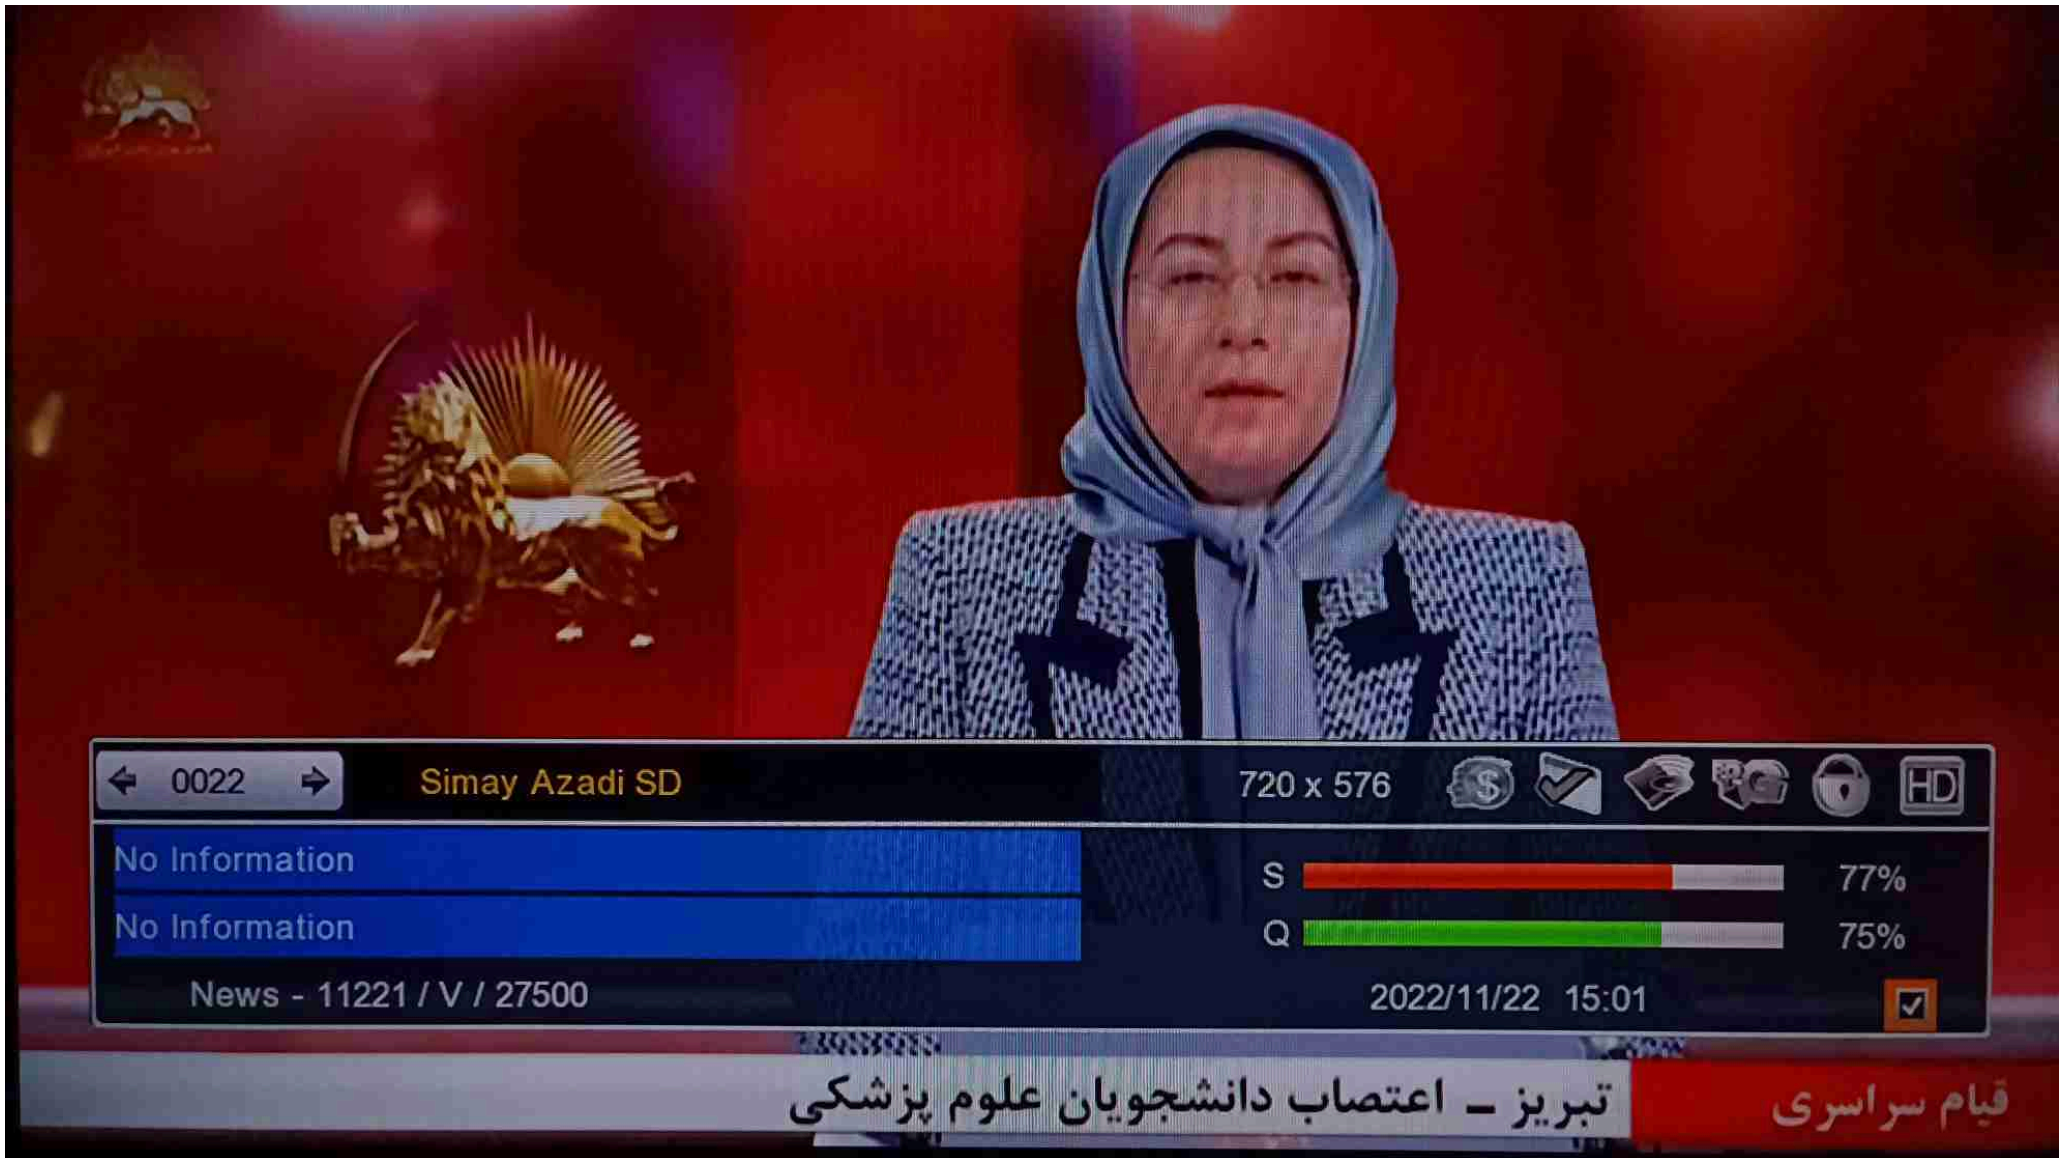 0022
Simay Azadi SD
720 x 576
HD
No Information
No Information
S 77%
Q 75%
News - 11221 / V / 27500
2022/11/22 15:01
قیام سراسری
تبریز ــ اعتصاب دانشجویان علوم پزشکی